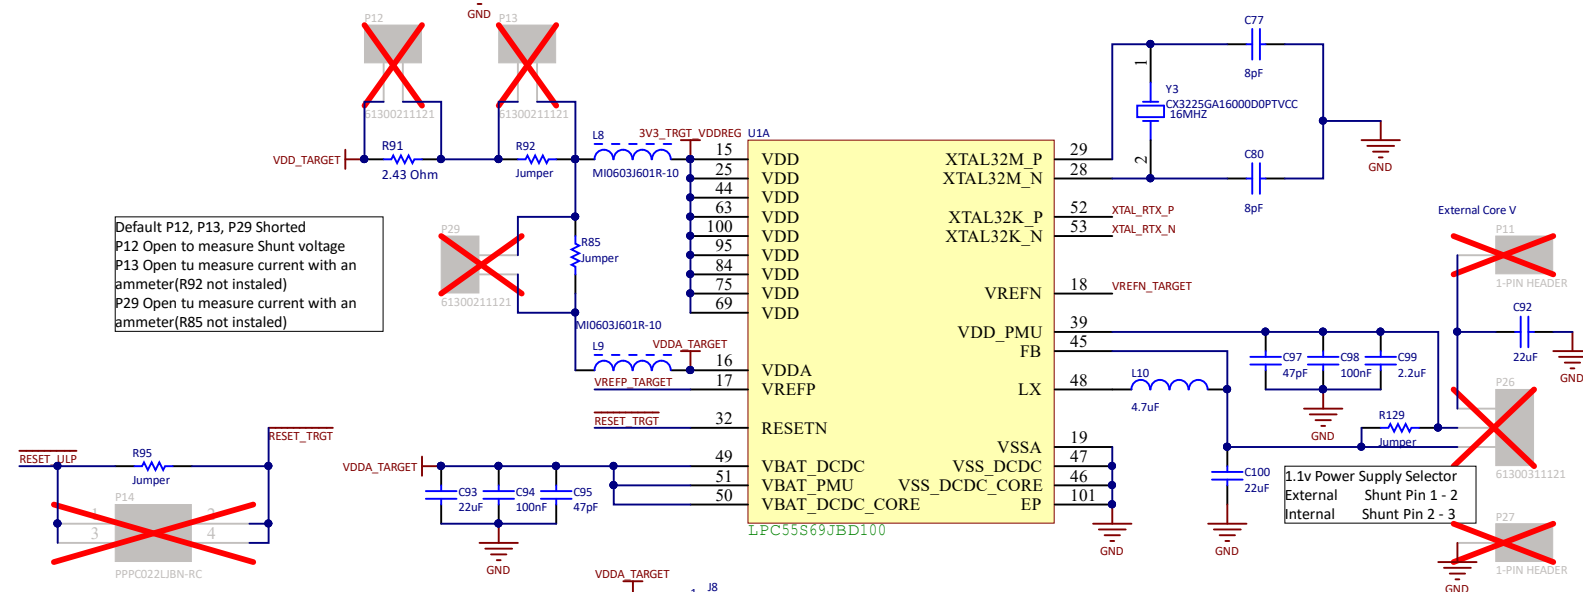 GND
P12
P13
61300211121
61300211121
VDD_TARGET
R91
2.43 Ohm
R92
Jumper
L8
MI0603J601R-10
3V3_TRGT_VDDREG
U1A
Default P12, P13, P29 Shorted
P12 Open to measure Shunt voltage
P13 Open tu measure current with an
ammeter(R92 not instaled)
P29 Open tu measure current with an
ammeter(R85 not instaled)
P29
61300211121
R85
Jumper
MI0603J601R-10
L9
VDDA_TARGET
VREFP_TARGET
RESET_TRGT
15 VDD
25 VDD
44 VDD
63 VDD
100 VDD
95 VDD
84 VDD
75 VDD
69 VDD
16 VDDA
17 VREFP
32 RESETN
49 VBAT_DCDC
51 VBAT_PMU
50 VBAT_DCDC_CORE
XTAL32M_P 29
XTAL32M_N 28
XTAL32K_P 52 XTAL_RTX_P
XTAL32K_N 53 XTAL_RTX_N
VREFN 18 VREFN_TARGET
VDD_PMU 39
FB 45
LX 48
VSSA 19
VSS_DCDC 47
VSS_DCDC_CORE 46
EP 101
LPC55S69JBD100
GND
C77
8pF
1
Y3
CX3225GA16000D0PTVCC
16MHZ
2
C80
8pF
GND
External Core V
P11
1-PIN HEADER
C92
22uF
GND
C97
47pF
C98
100nF
C99
2.2uF
GND
L10
4.7uF
R129
Jumper
P26
61300311121
C100
22uF
GND
1.1v Power Supply Selector
External Shunt Pin 1 - 2
Internal Shunt Pin 2 - 3
P27
1-PIN HEADER
GND
RESET_ULP
R95
Jumper
RESET_TRGT
P14
1 2
3 4
PPPC022LJBN-RC
VDDA_TARGET
C93
22uF
C94
100nF
C95
47pF
GND
VDDA_TARGET
1
J8